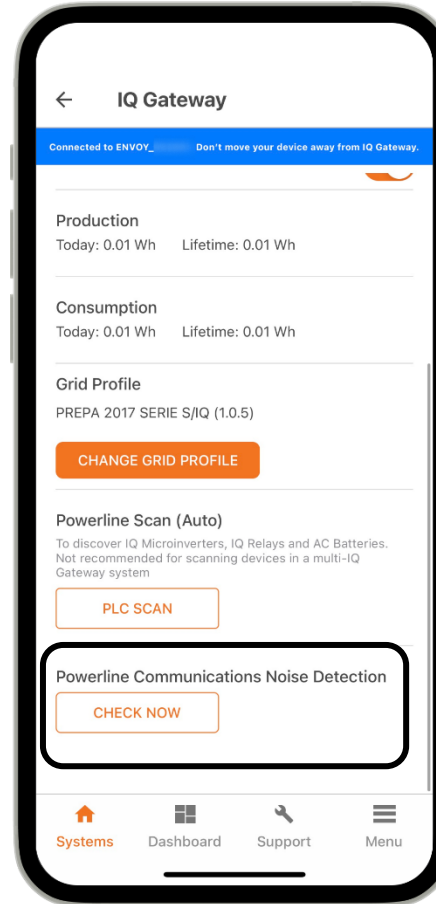 IQ Gateway
Connected to ENVOY_ Don't move your device away from IQ Gateway.
Production
Today: 0.01 Wh Lifetime: 0.01 Wh
Consumption
Today: 0.01 Wh Lifetime: 0.01 Wh
Grid Profile
PREPA 2017 SERIE S/IQ (1.0.5)
CHANGE GRID PROFILE
Powerline Scan (Auto)
To discover IQ Microinverters, IQ Relays and AC Batteries.
Not recommended for scanning devices in a multi-IQ
Gateway system
PLC SCAN
Powerline Communications Noise Detection
CHECK NOW
Systems Dashboard Support Menu